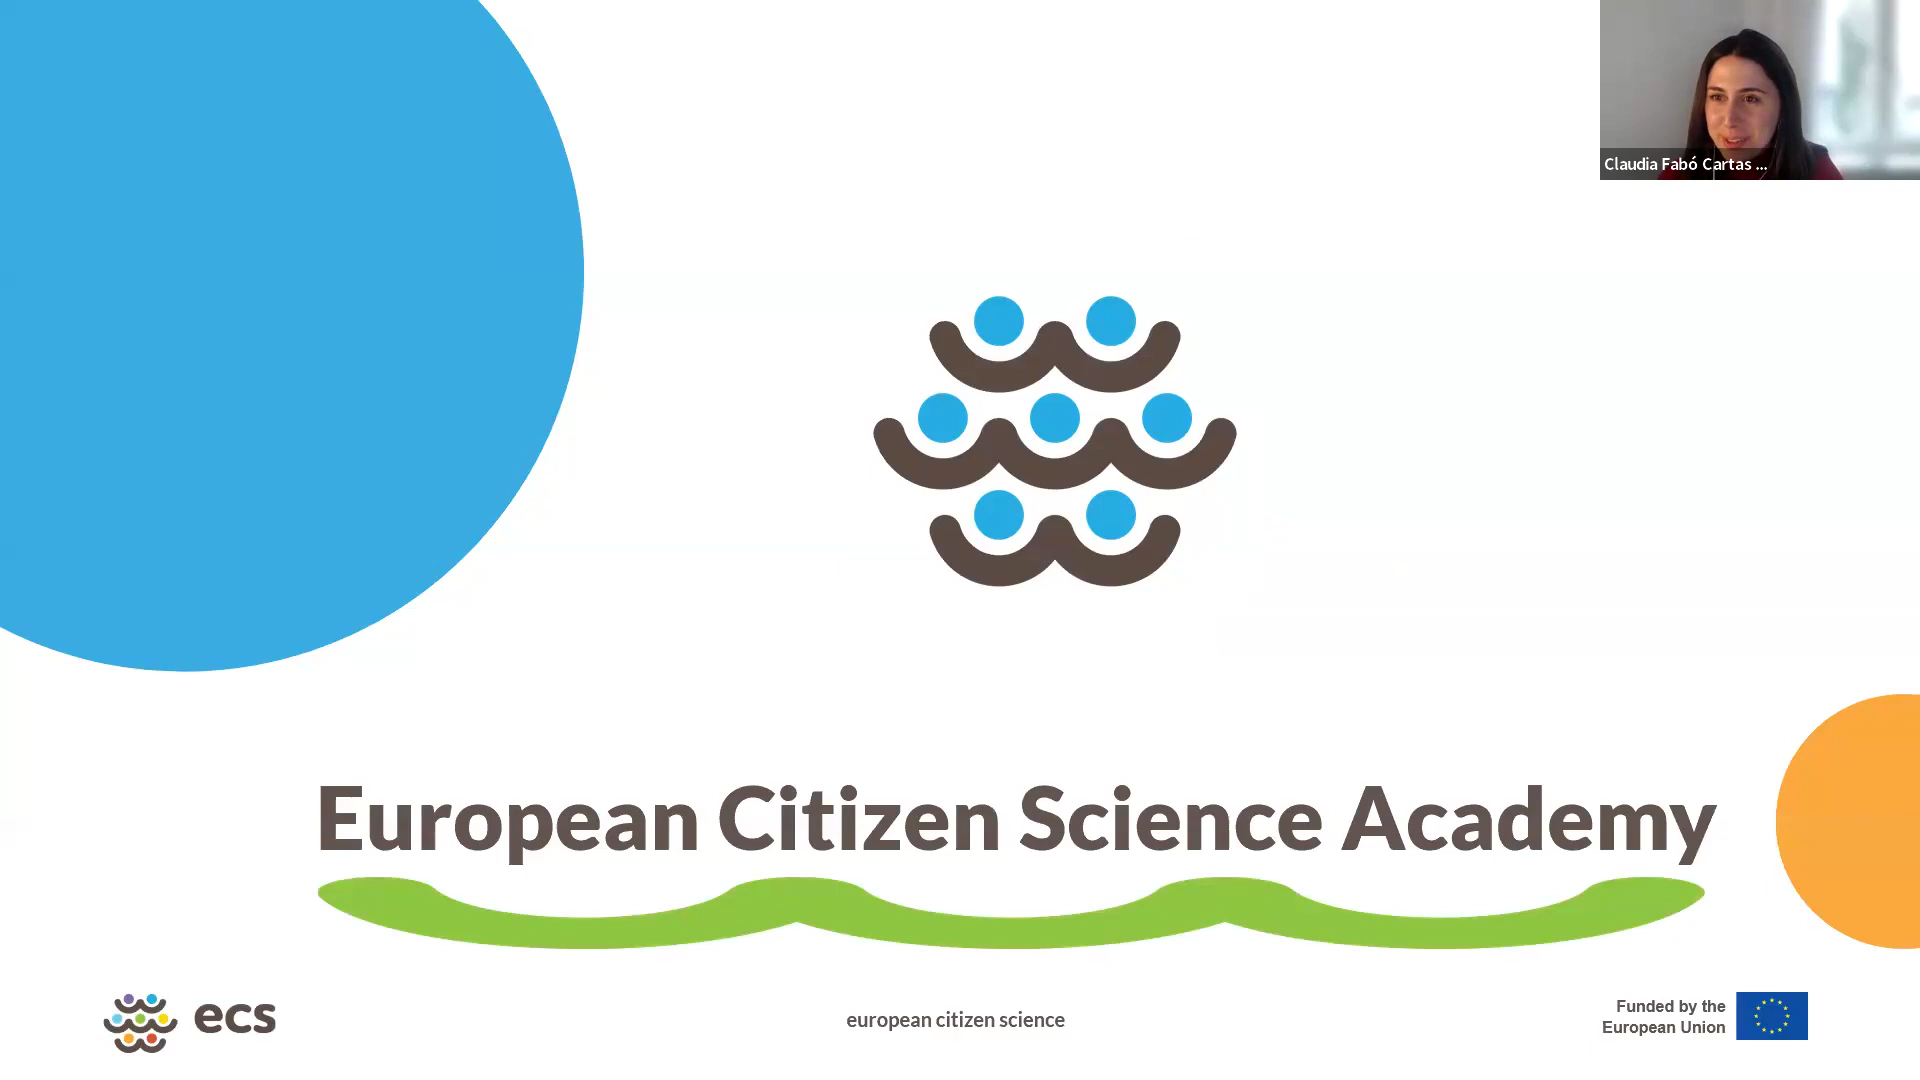 Claudia Fabó Cartas ...
European Citizen Science Academy
ecs
european citizen science
Funded by the
European Union